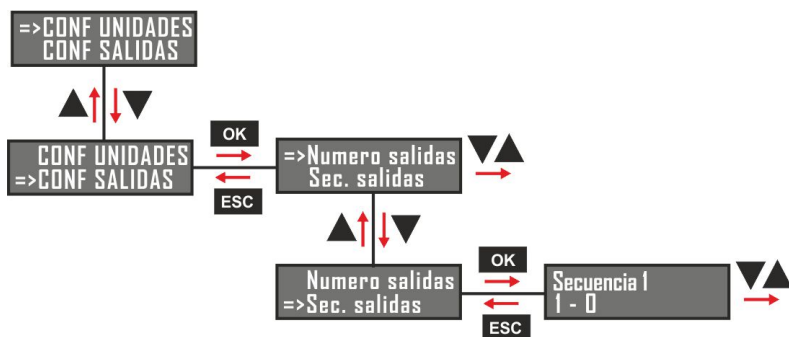 =>CONF UNIDADES
CONF SALIDAS
CONF UNIDADES
=>CONF SALIDAS
OK
ESC
=>Numero salidas
Sec. salidas
Numero salidas
=>Sec. salidas
OK
ESC
Secuencia 1
1 - 0